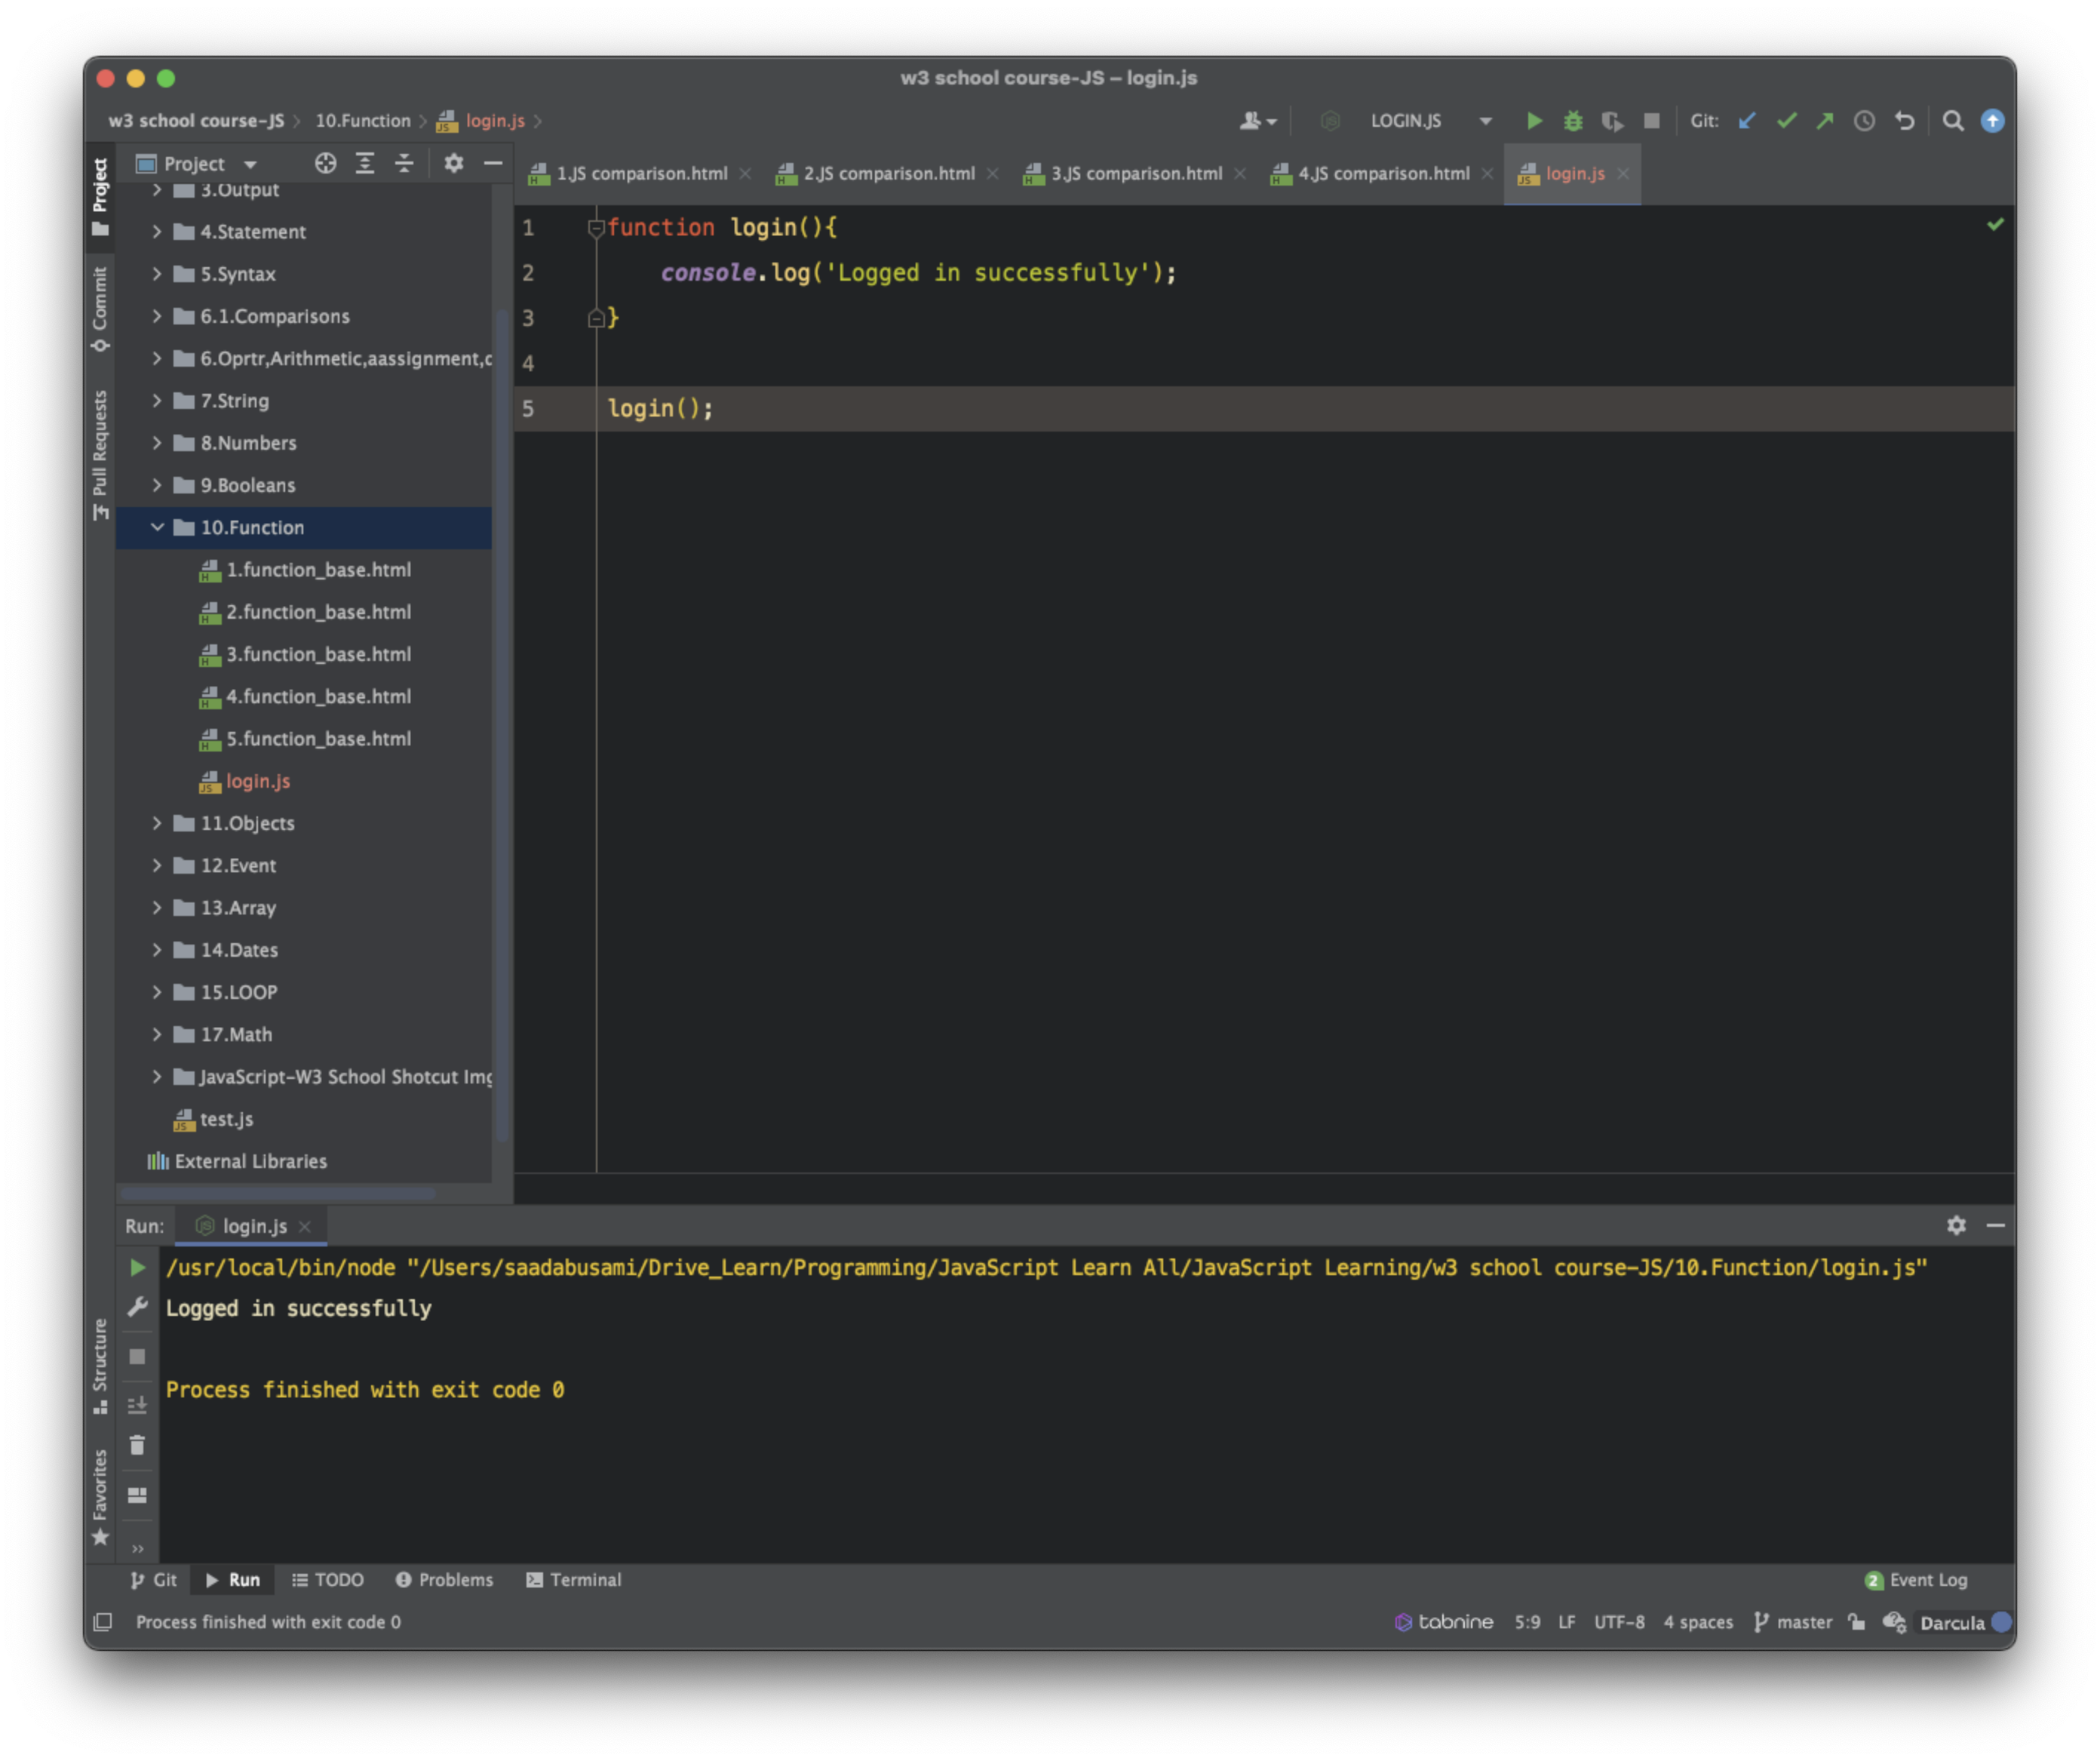 w3 school course-JS – login.js
w3 school course-JS 10.Function login.js
LOGIN.JS Git:
Project
1.JS comparison.html 2.JS comparison.html 3.JS comparison.html 4.JS comparison.html login.js
Project
Commit
Pull Requests
Structure
Favorites
3.Output
4.Statement
5.Syntax
6.1.Comparisons
6.Oprtr,Arithmetic,aassignment,c
7.String
8.Numbers
9.Booleans
10.Function
1.function_base.html
2.function_base.html
3.function_base.html
4.function_base.html
5.function_base.html
login.js
11.Objects
12.Event
13.Array
14.Dates
15.LOOP
17.Math
JavaScript-W3 School Shotcut Img
test.js
External Libraries
1 function login(){
2 console.log('Logged in successfully');
3 }
4
5 login();
Run: login.js
/usr/local/bin/node "/Users/saadabusami/Drive_Learn/Programming/JavaScript Learn All/JavaScript Learning/w3 school course-JS/10.Function/login.js"
Logged in successfully
Process finished with exit code 0
Git Run TODO Problems Terminal 2 Event Log
Process finished with exit code 0 tabnine 5:9 LF UTF-8 4 spaces master Darcula